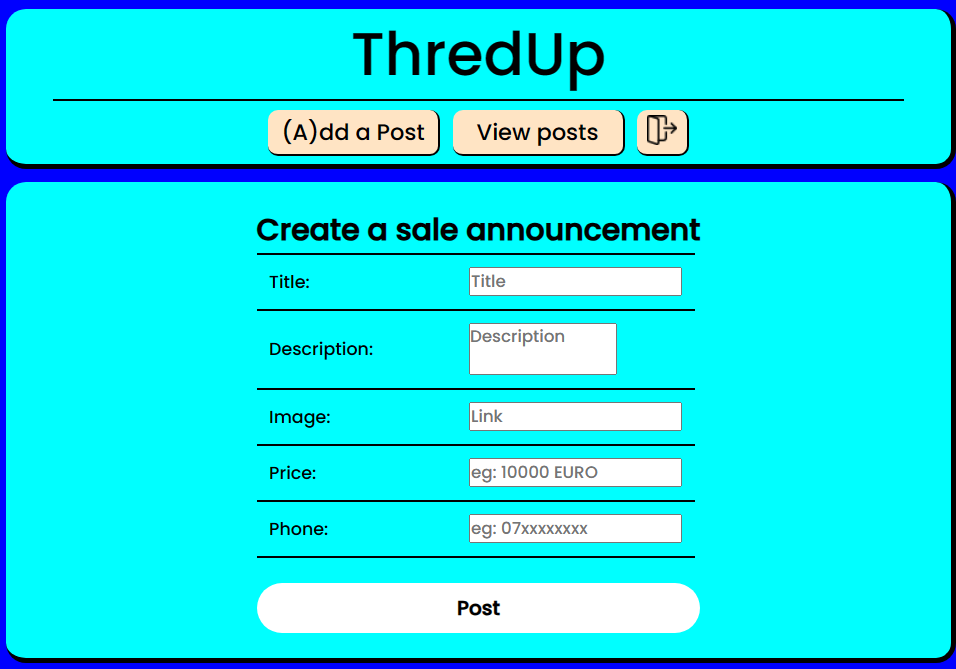 ThredUp
(A)dd a Post View posts
Create a sale announcement
Title: Title
Description: Description
Image: Link
Price: eg: 10000 EURO
Phone: eg: 07xxxxxxxx
Post